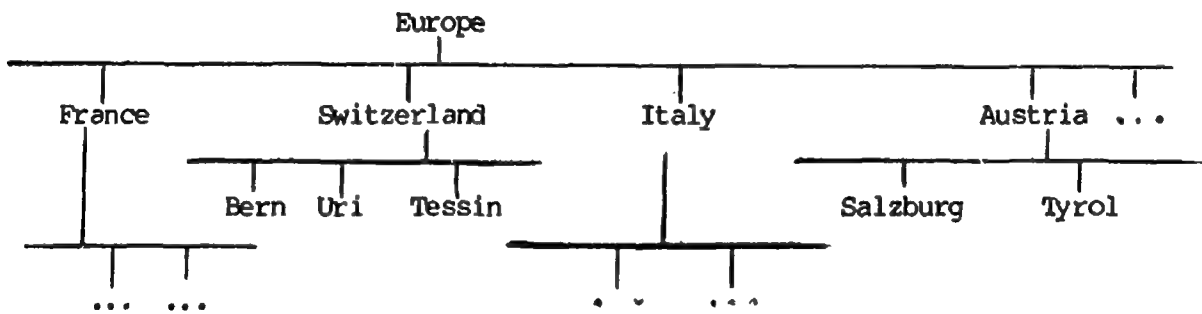 Europe
France Switzerland Italy Austria ...
Bern Uri Tessin Salzburg Tyrol
... ... ... ...